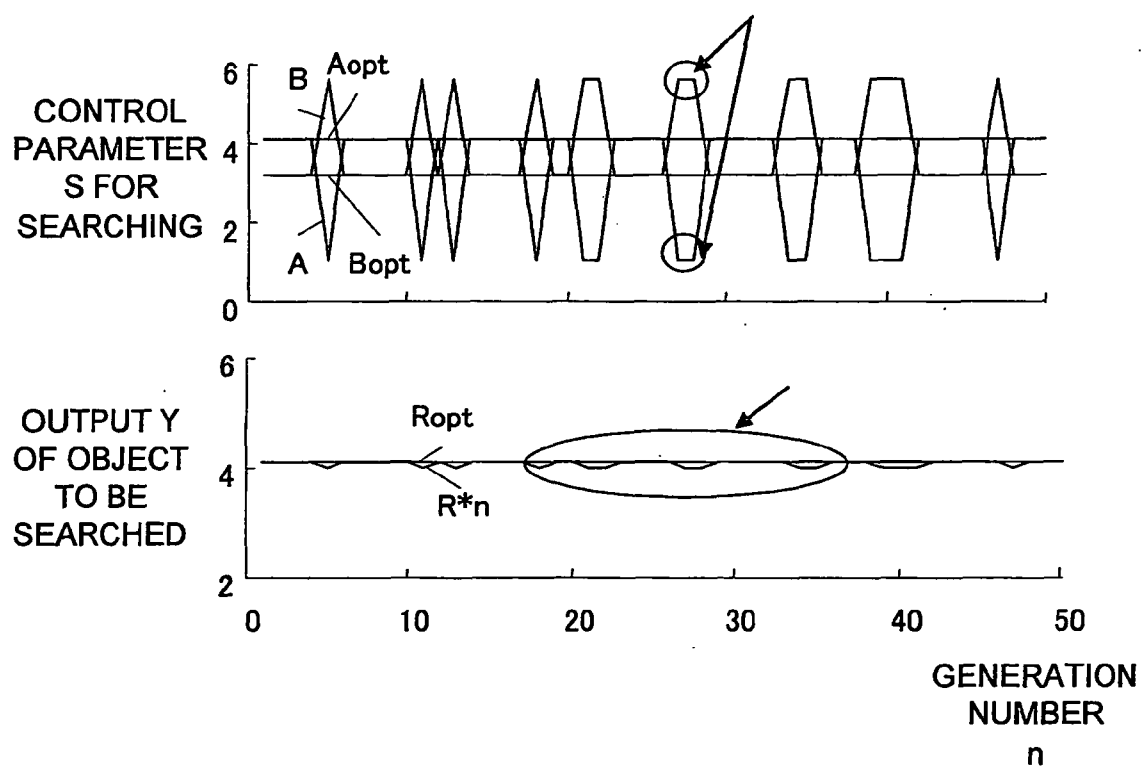 CONTROL
PARAMETER
S FOR
SEARCHING
6
4
2
0
B
Aopt
A
Bopt
OUTPUT Y
OF OBJECT
TO BE
SEARCHED
6
4
2
Ropt
R*n
0
10
20
30
40
50
GENERATION
NUMBER
n